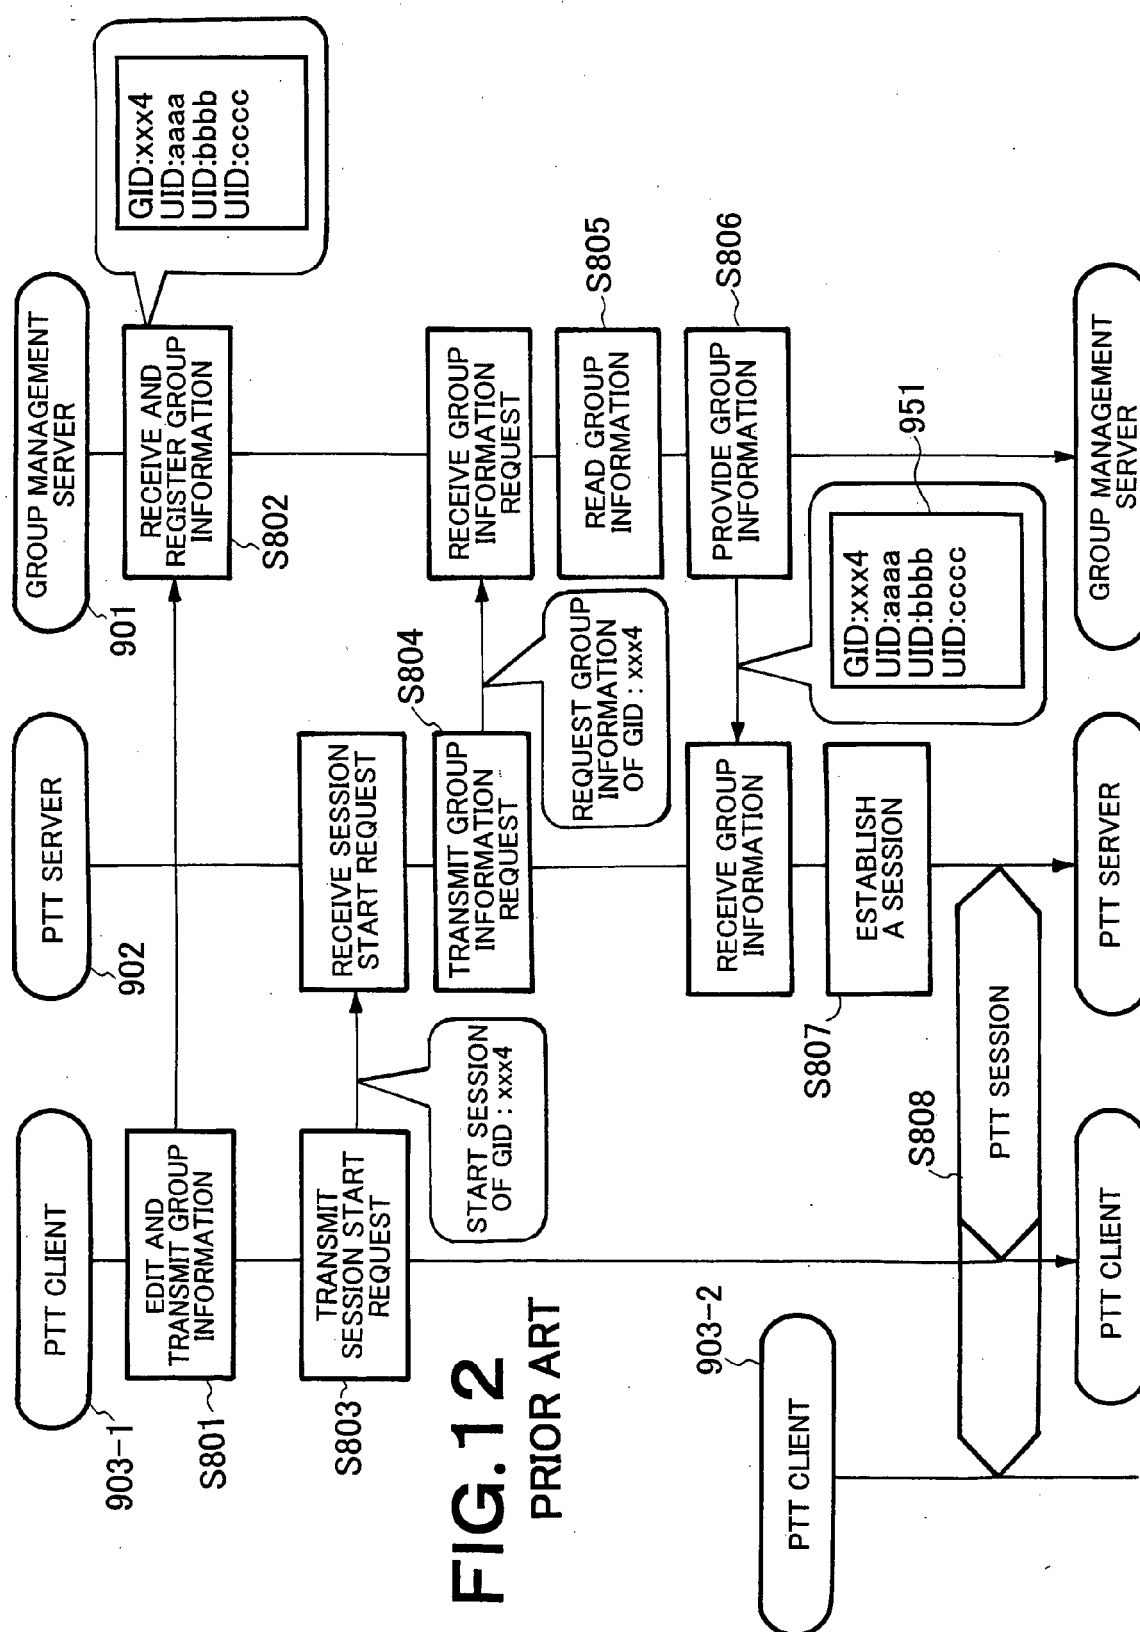 FIG.12
PRIOR ART
PTT CLIENT
903-1
EDIT AND
TRANSMIT GROUP
INFORMATION
S801
TRANSMIT
SESSION START
REQUEST
S803
START SESSION
OF GID : xxx4
PTT CLIENT
903-2
PTT CLIENT
PTT SERVER
902
RECEIVE SESSION
START REQUEST
TRANSMIT GROUP
INFORMATION
REQUEST
S804
REQUEST GROUP
INFORMATION
OF GID : xxx4
RECEIVE GROUP
INFORMATION
ESTABLISH
A SESSION
S807
PTT SESSION
S808
PTT SERVER
GROUP MANAGEMENT
SERVER
901
RECEIVE AND
REGISTER GROUP
INFORMATION
S802
GID:xxx4
UID:aaaa
UID:bbbb
UID:cccc
RECEIVE GROUP
INFORMATION
REQUEST
READ GROUP
INFORMATION
S805
PROVIDE GROUP
INFORMATION
S806
951
GID:xxx4
UID:aaaa
UID:bbbb
UID:cccc
GROUP MANAGEMENT
SERVER